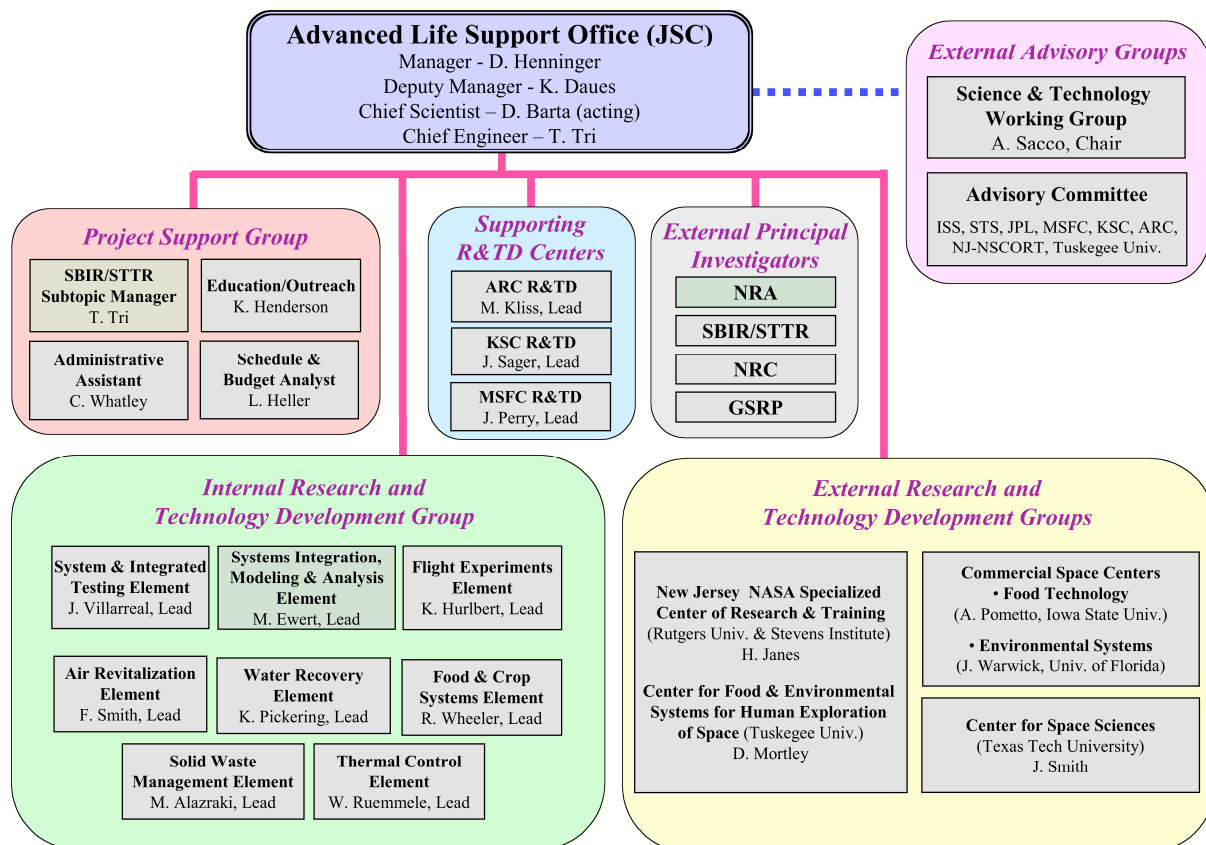 Advanced Life Support Office (JSC)
Manager - D. Henninger
Deputy Manager - K. Daues
Chief Scientist – D. Barta (acting)
Chief Engineer – T. Tri
External Advisory Groups
Science & Technology
Working Group
A. Sacco, Chair
Advisory Committee
ISS, STS, JPL, MSFC, KSC, ARC,
NJ-NSCORT, Tuskegee Univ.
Project Support Group
SBIR/STTR
Subtopic Manager
T. Tri
Education/Outreach
K. Henderson
Administrative
Assistant
C. Whatley
Schedule &
Budget Analyst
L. Heller
Supporting
R&TD Centers
ARC R&TD
M. Kliss, Lead
KSC R&TD
J. Sager, Lead
MSFC R&TD
J. Perry, Lead
External Principal
Investigators
NRA
SBIR/STTR
NRC
GSRP
Internal Research and
Technology Development Group
System & Integrated
Testing Element
J. Villarreal, Lead
Systems Integration,
Modeling & Analysis
Element
M. Ewert, Lead
Flight Experiments
Element
K. Hurlbert, Lead
Air Revitalization
Element
F. Smith, Lead
Water Recovery
Element
K. Pickering, Lead
Food & Crop
Systems Element
R. Wheeler, Lead
Solid Waste
Management Element
M. Alazraki, Lead
Thermal Control
Element
W. Ruemmele, Lead
External Research and
Technology Development Groups
New Jersey NASA Specialized
Center of Research & Training
(Rutgers Univ. & Stevens Institute)
H. Janes
Center for Food & Environmental
Systems for Human Exploration
of Space (Tuskegee Univ.)
D. Mortley
Commercial Space Centers
• Food Technology
(A. Pometto, Iowa State Univ.)
• Environmental Systems
(J. Warwick, Univ. of Florida)
Center for Space Sciences
(Texas Tech University)
J. Smith